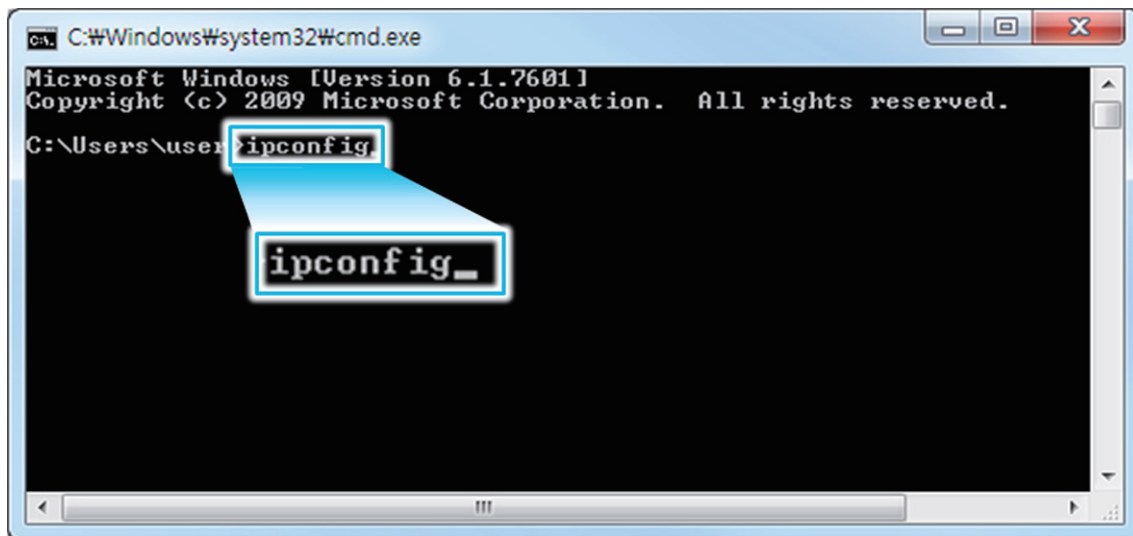 C:₩Windows₩system32₩cmd.exe
Microsoft Windows [Version 6.1.7601]
Copyright (c) 2009 Microsoft Corporation.  All rights reserved.
C:\Users\user>ipconfig_
ipconfig_